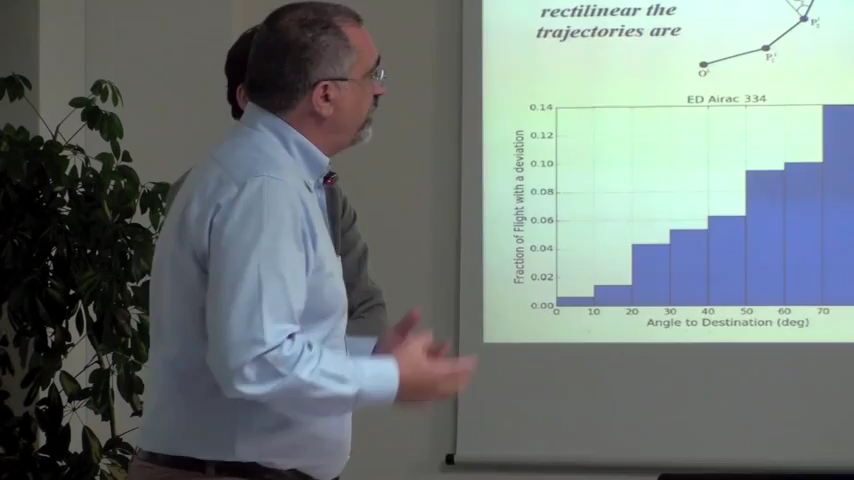 rectilinear the
trajectories are
ED Airac 334
Fraction of Flight with a deviation
0.14
0.12
0.10
0.08
0.06
0.04
0.02
0.00
0 10 20 30 40 50 60 70
Angle to Destination (deg)